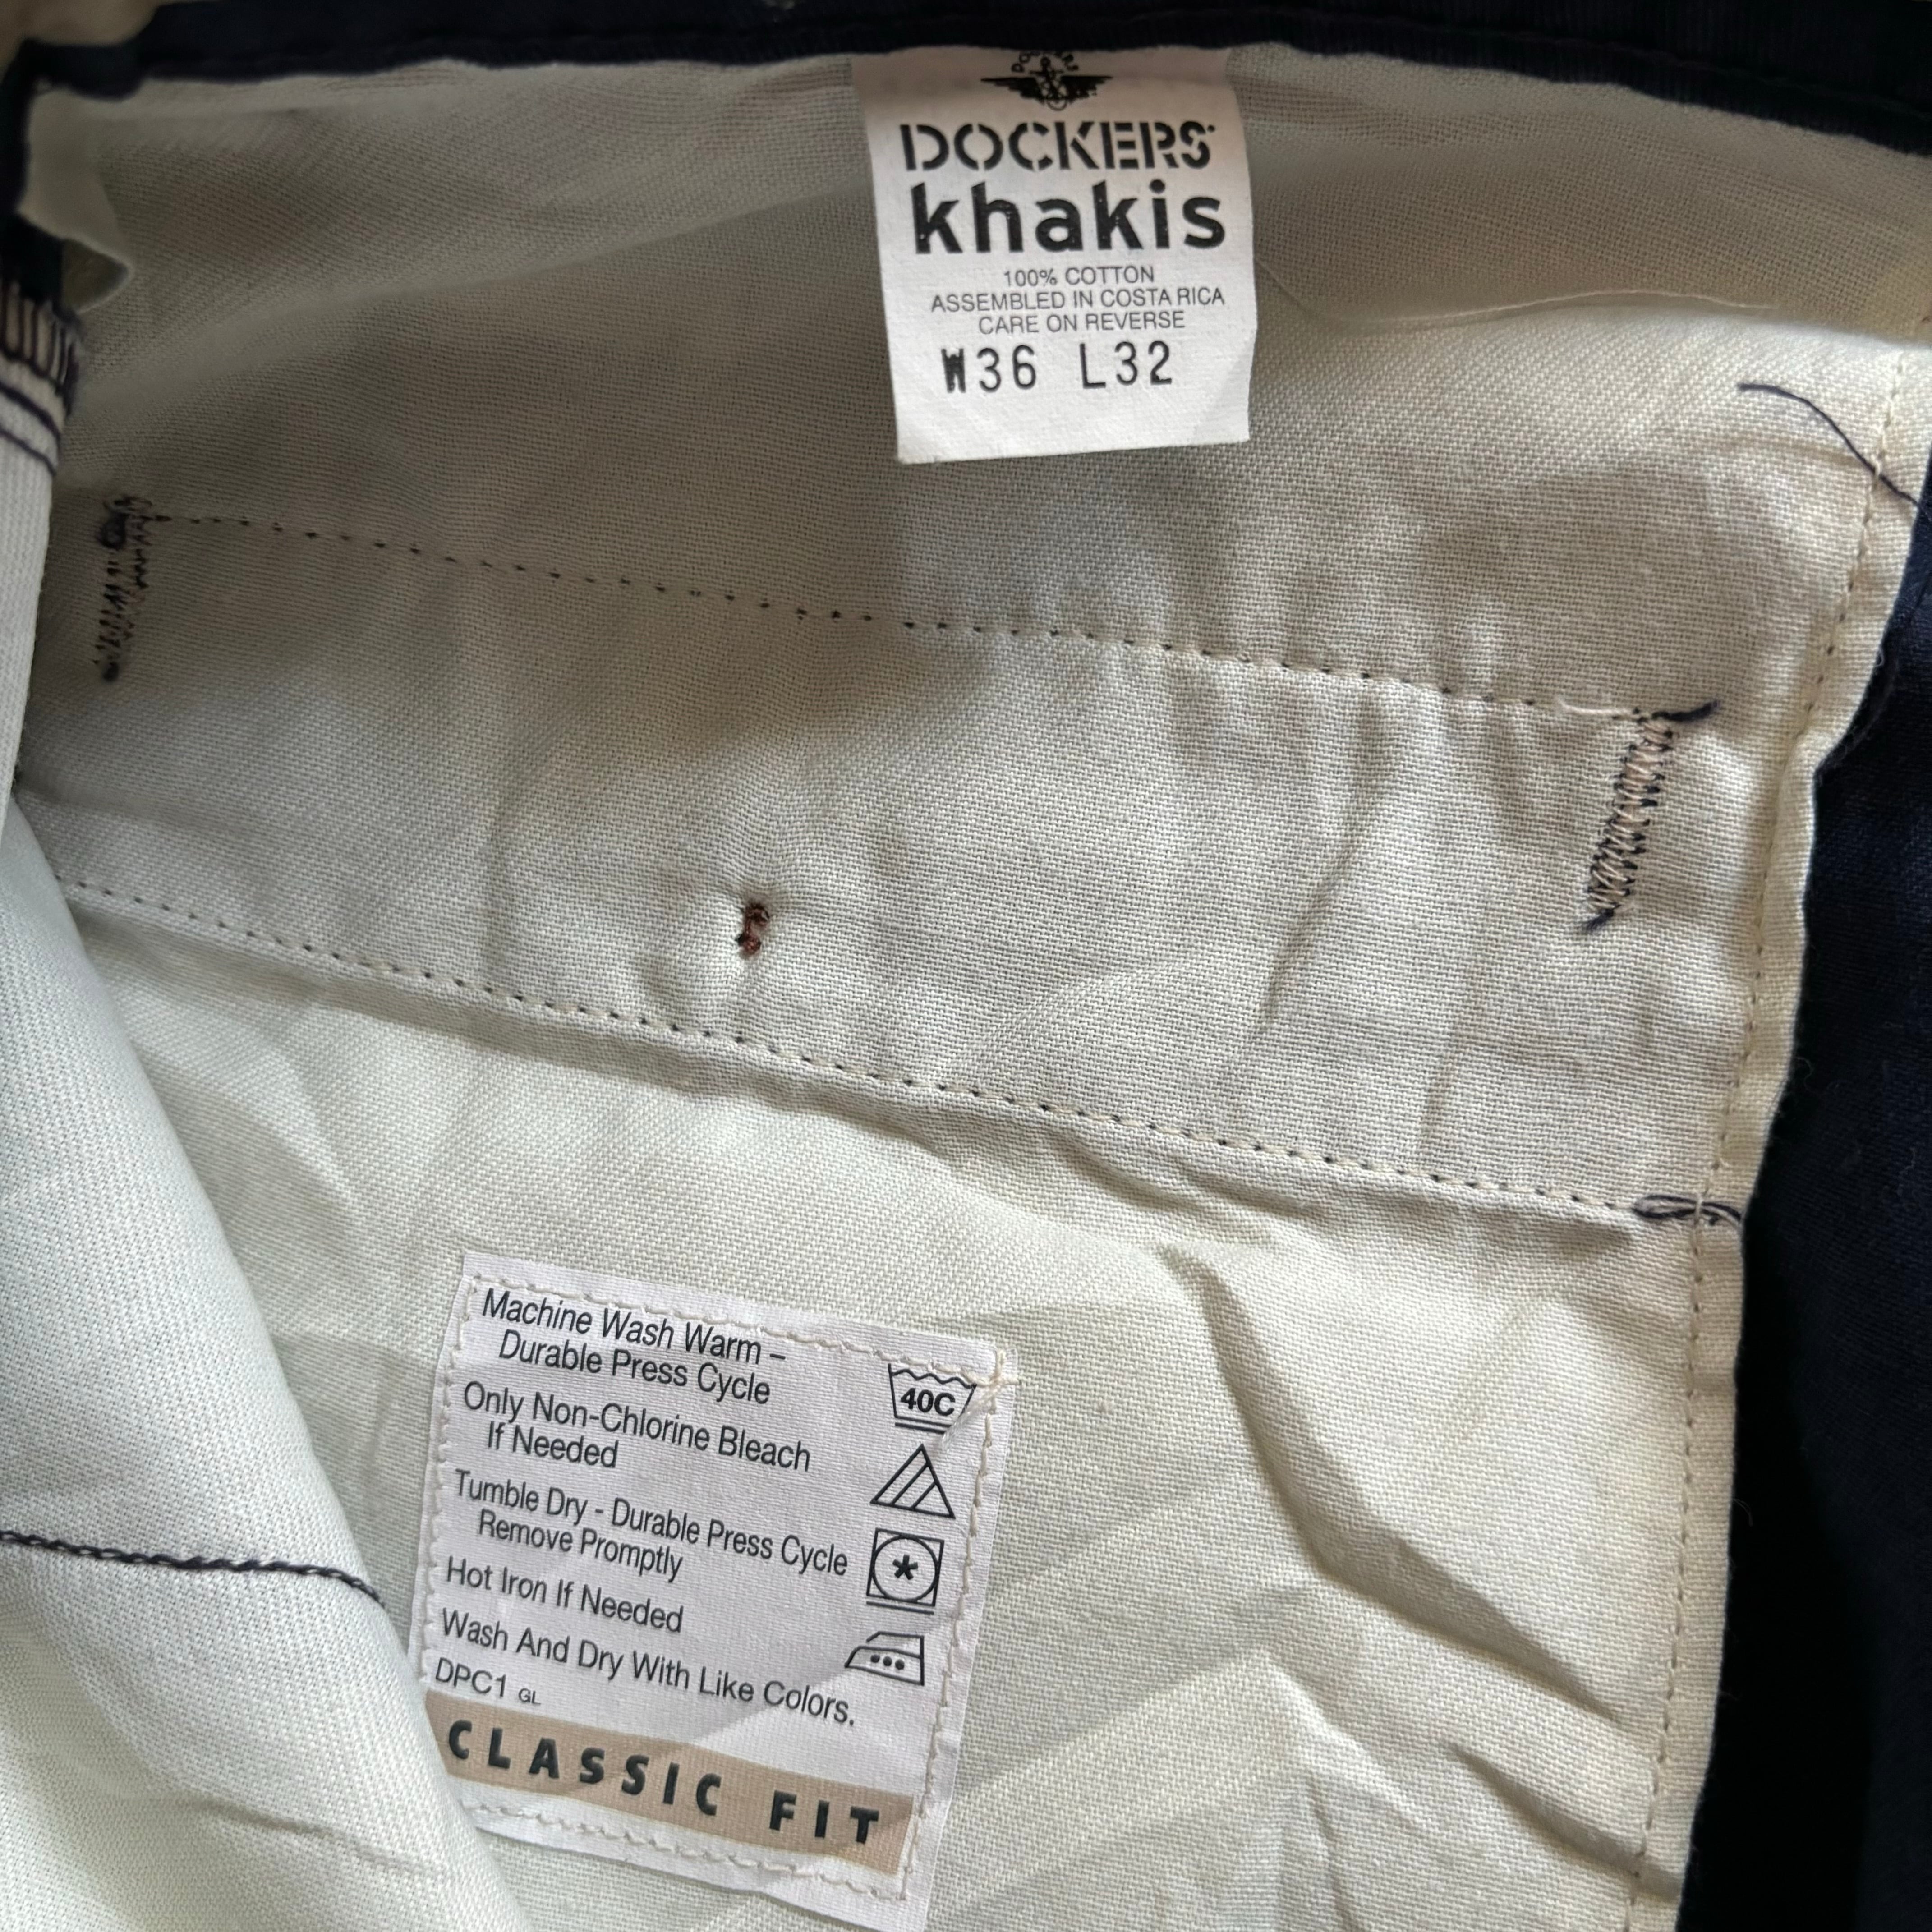 DOCKERS
DOCKERS
khakis
100% COTTON
ASSEMBLED IN COSTA RICA
CARE ON REVERSE
W36 L32
Machine Wash Warm –
Durable Press Cycle
40C
Only Non-Chlorine Bleach
If Needed
Tumble Dry - Durable Press Cycle
Remove Promptly
Hot Iron If Needed
Wash And Dry With Like Colors.
DPC1 GL
CLASSIC FIT